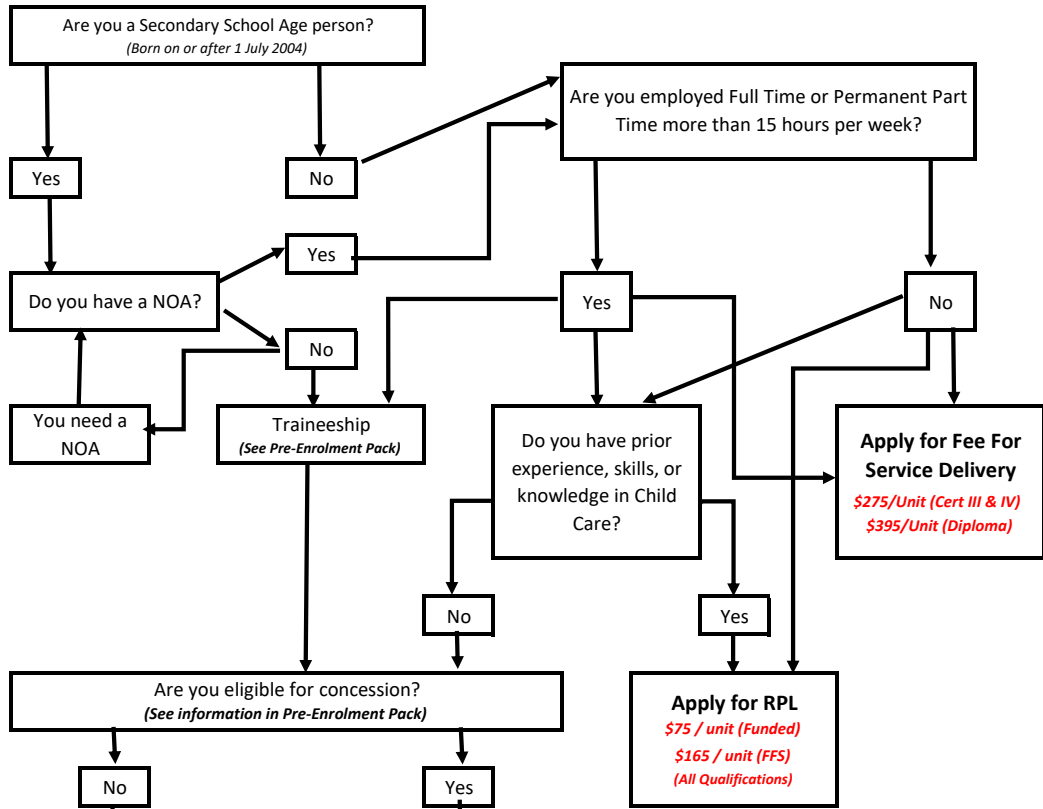 Are you a Secondary School Age person?
(Born on or after 1 July 2004)
Are you employed Full Time or Permanent Part
Time more than 15 hours per week?
Yes
No
Yes
Do you have a NOA?
Yes
No
No
You need a
NOA
Traineeship
(See Pre-Enrolment Pack)
Do you have prior
experience, skills, or
knowledge in Child
Care?
Apply for Fee For
Service Delivery
$275/Unit (Cert III & IV)
$395/Unit (Diploma)
No
Yes
Are you eligible for concession?
(See information in Pre-Enrolment Pack)
Apply for RPL
$75 / unit (Funded)
$165 / unit (FFS)
(All Qualifications)
No
Yes